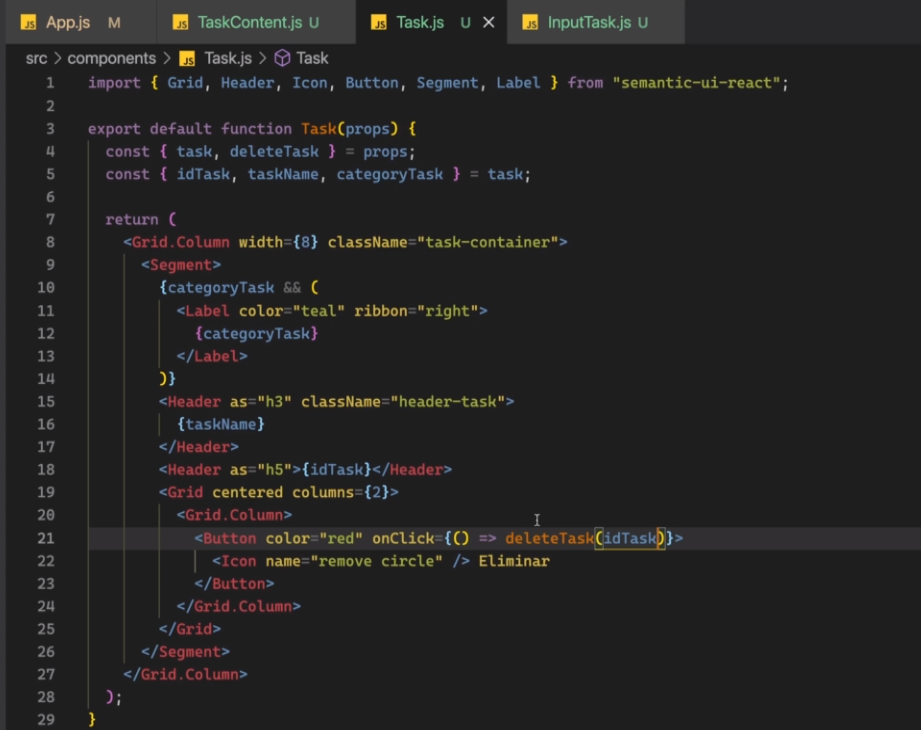 JS App.js M JS TaskContent.js U JS Task.js U JS InputTask.js U
src > components > JS Task.js > Task
1 import { Grid, Header, Icon, Button, Segment, Label } from "semantic-ui-react";
2
3 export default function Task(props) {
4 const { task, deleteTask } = props;
5 const { idTask, taskName, categoryTask } = task;
6
7 return (
8 <Grid.Column width={8} className="task-container">
9 <Segment>
10 {categoryTask && (
11 <Label color="teal" ribbon="right">
12 {categoryTask}
13 </Label>
14 )}
15 <Header as="h3" className="header-task">
16 {taskName}
17 </Header>
18 <Header as="h5">{idTask}</Header>
19 <Grid centered columns={2}>
20 <Grid.Column>
21 <Button color="red" onClick={() => deleteTask(idTask)}>
22 <Icon name="remove circle" /> Eliminar
23 </Button>
24 </Grid.Column>
25 </Grid>
26 </Segment>
27 </Grid.Column>
28 );
29 }